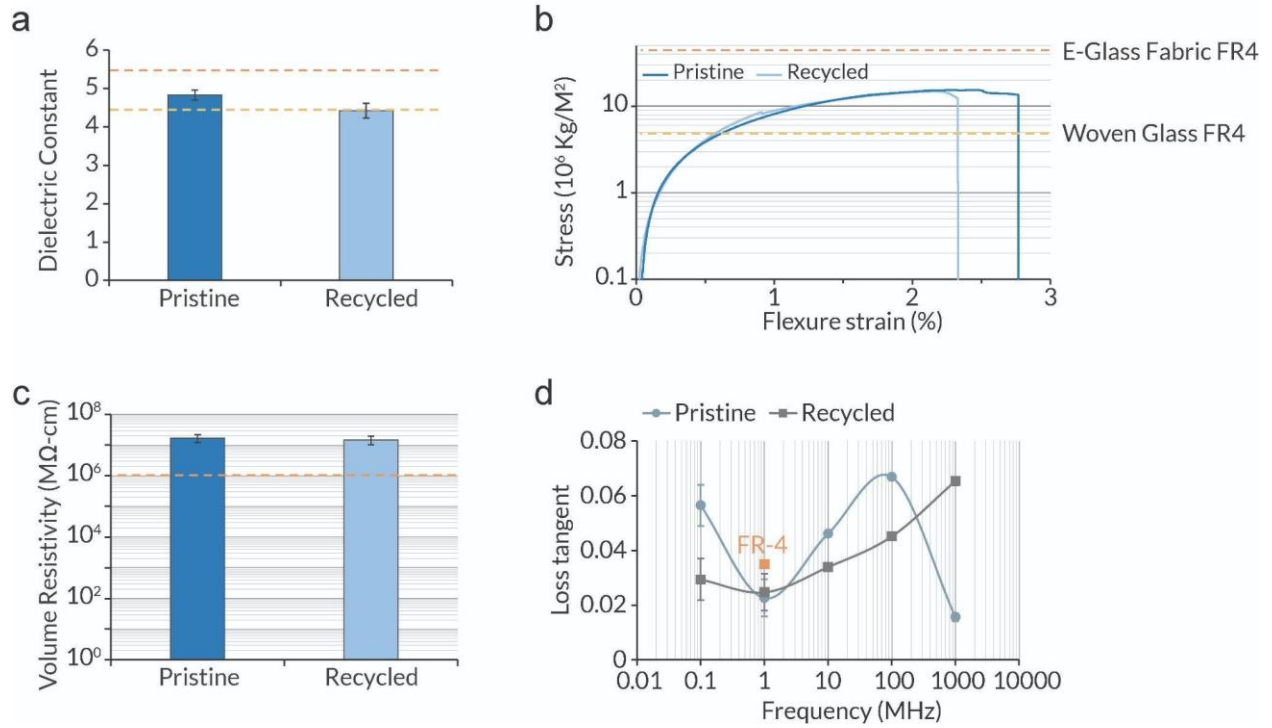 a
Dielectric Constant
6
5
4
3
2
1
0
Pristine Recycled
b
Stress (10⁶ Kg/M²)
Pristine Recycled
10
1
0.1
0 1 2 3
Flexure strain (%)
E-Glass Fabric FR4
Woven Glass FR4
c
Volume Resistivity (MΩ-cm)
10⁸
10⁶
10⁴
10²
10⁰
Pristine Recycled
d
Pristine Recycled
Loss tangent
0.08
0.06
0.04
0.02
0
FR-4
0.01 0.1 1 10 100 1000 10000
Frequency (MHz)